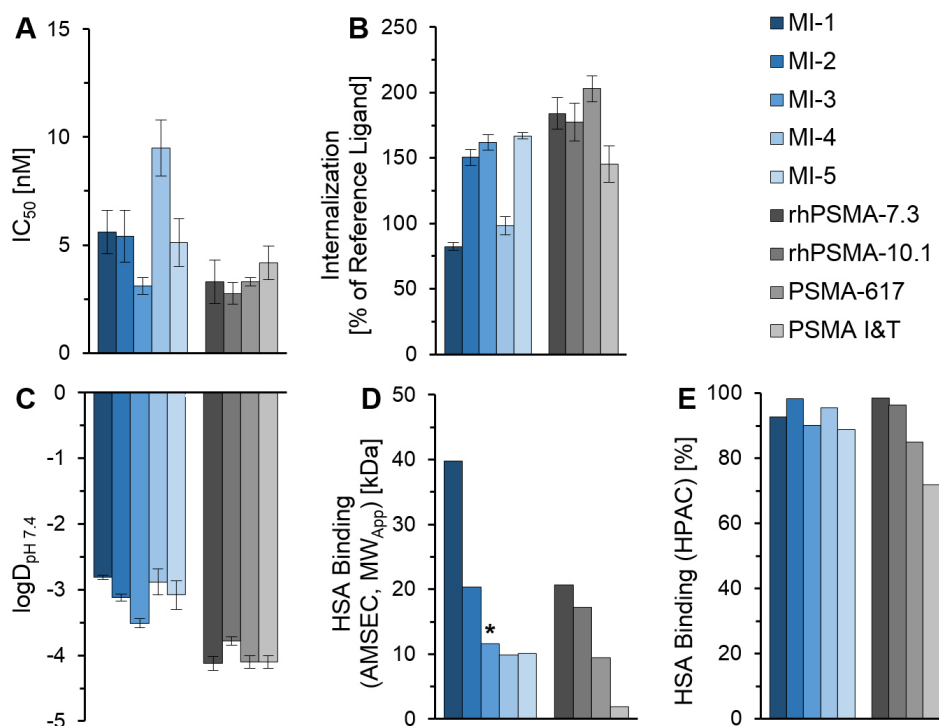 A
15
10
5
0
IC50 [nM]
B
250
200
150
100
50
0
Internalization
[% of Reference Ligand]
MI-1
MI-2
MI-3
MI-4
MI-5
rhPSMA-7.3
rhPSMA-10.1
PSMA-617
PSMA I&T
C
0
-1
-2
-3
-4
-5
logDpH 7.4
D
50
40
30
20
10
0
HSA Binding
(AMSEC, MWApp) [kDa]
*
E
100
80
60
40
20
0
HSA Binding (HPAC) [%]